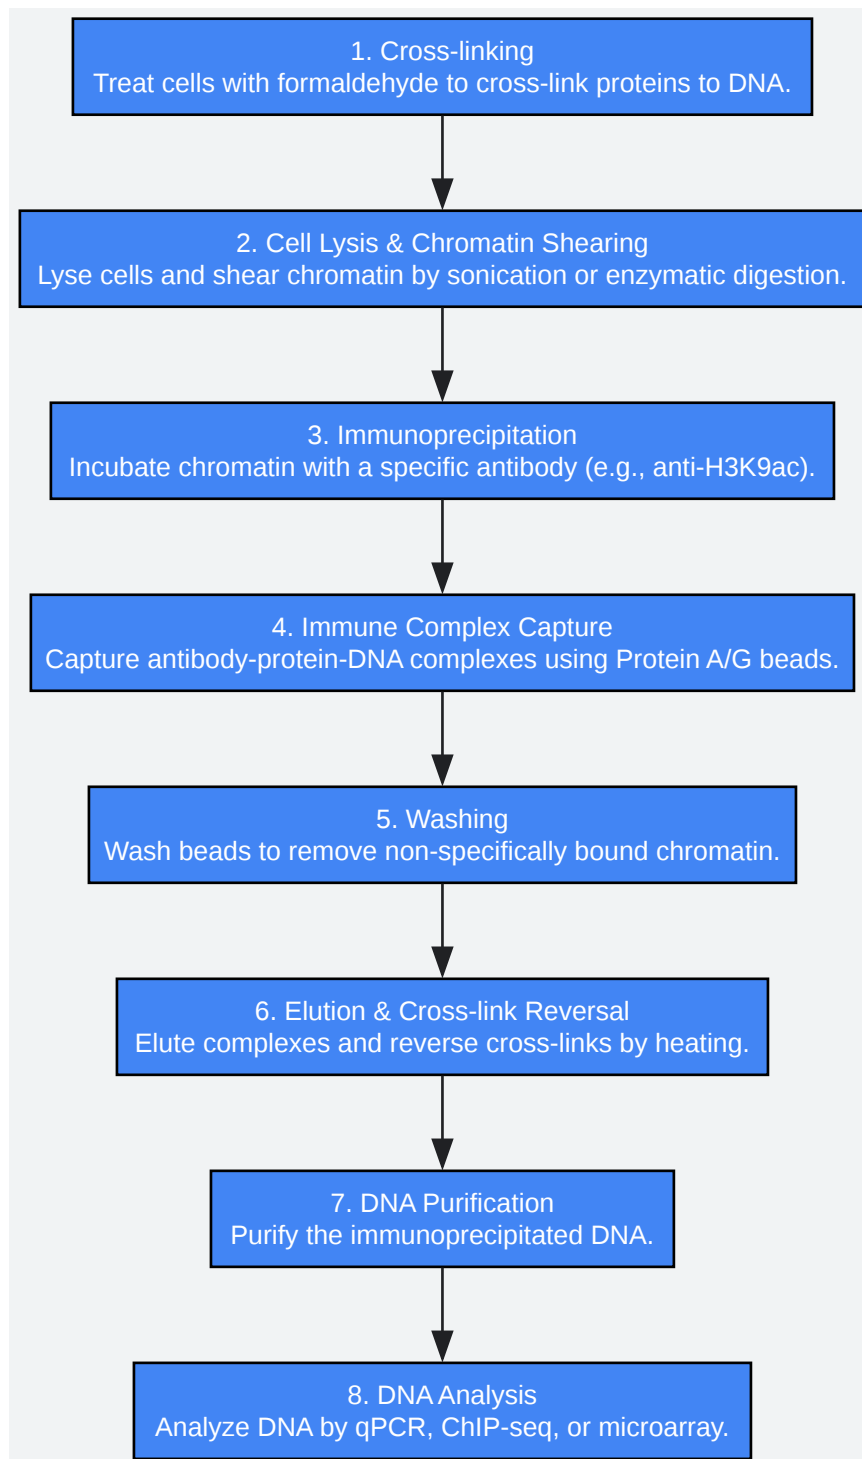 1. Cross-linking
Treat cells with formaldehyde to cross-link proteins to DNA.
2. Cell Lysis & Chromatin Shearing
Lyse cells and shear chromatin by sonication or enzymatic digestion.
3. Immunoprecipitation
Incubate chromatin with a specific antibody (e.g., anti-H3K9ac).
4. Immune Complex Capture
Capture antibody-protein-DNA complexes using Protein A/G beads.
5. Washing
Wash beads to remove non-specifically bound chromatin.
6. Elution & Cross-link Reversal
Elute complexes and reverse cross-links by heating.
7. DNA Purification
Purify the immunoprecipitated DNA.
8. DNA Analysis
Analyze DNA by qPCR, ChIP-seq, or microarray.